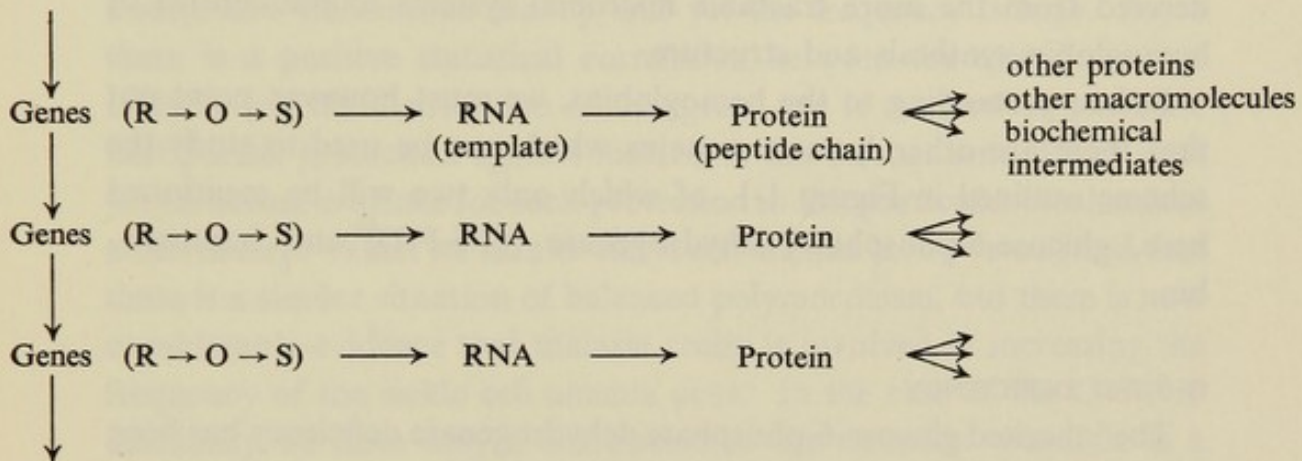 Genes (R → O → S) → RNA → Protein other proteins
(template) (peptide chain) other macromolecules
biochemical
intermediates
Genes (R → O → S) → RNA → Protein
Genes (R → O → S) → RNA → Protein